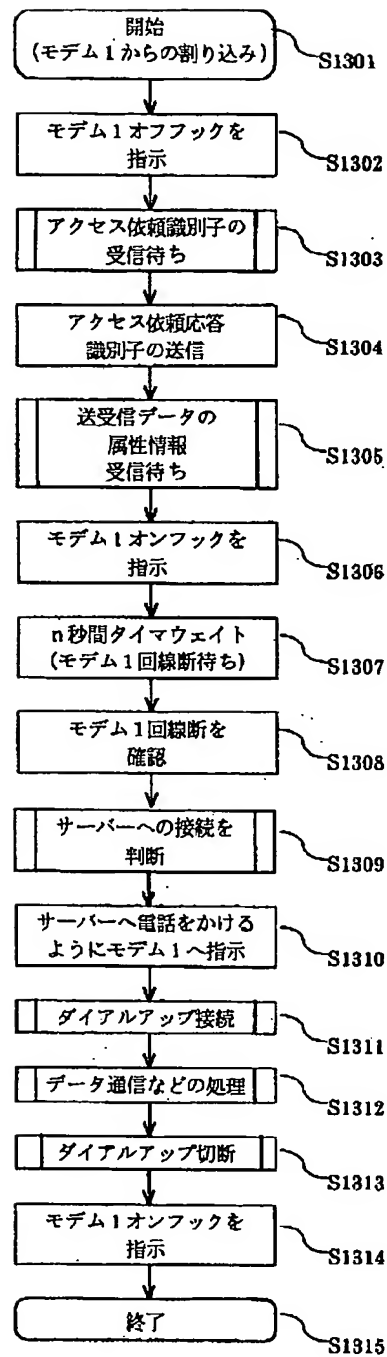 開始
(モデム1からの割り込み)
S1301
モデム1オフフックを
指示
S1302
アクセス依頼識別子の
受信待ち
S1303
アクセス依頼応答
識別子の送信
S1304
送受信データの
属性情報
受信待ち
S1305
モデム1オンフックを
指示
S1306
n秒間タイマウェイト
(モデム1回線断待ち)
S1307
モデム1回線断を
確認
S1308
サーバーへの接続を
判断
S1309
サーバーへ電話をかける
ようにモデム1へ指示
S1310
ダイアルアップ接続
S1311
データ通信などの処理
S1312
ダイアルアップ切断
S1313
モデム1オンフックを
指示
S1314
終了
S1315